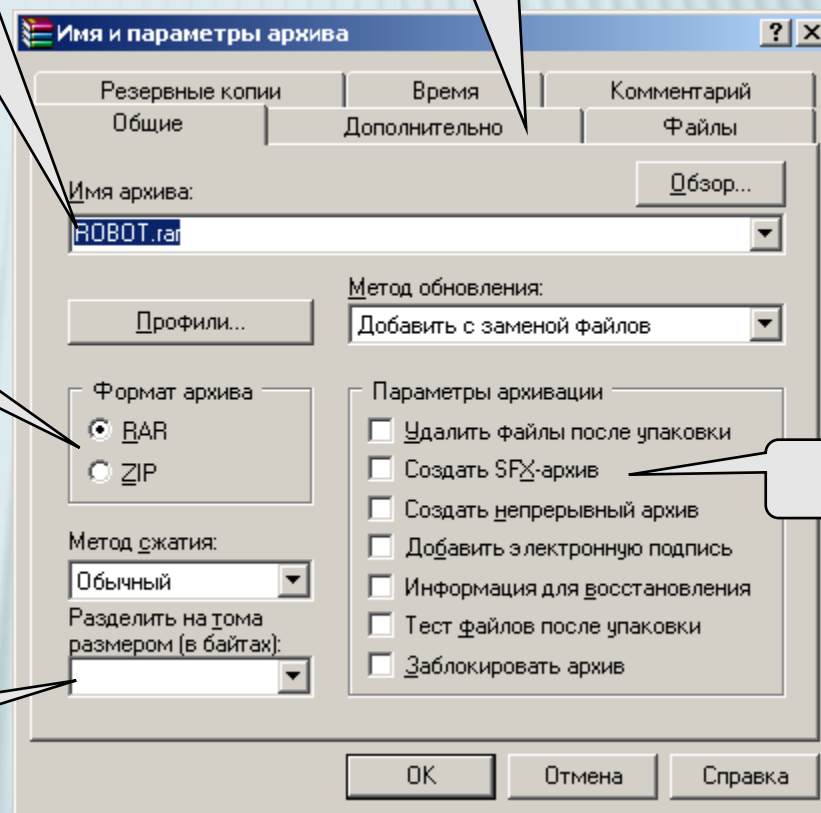 Имя и параметры архива
Резервные копии Время Комментарий
Общие Дополнительно Файлы
Имя архива:
Обзор...
ROBOT.rar
Метод обновления:
Профили...
Добавить с заменой файлов
Формат архива
RAR
ZIP
Параметры архивации
Удалить файлы после упаковки
Создать SFX-архив
Создать непрерывный архив
Добавить электронную подпись
Информация для восстановления
Тест файлов после упаковки
Заблокировать архив
Метод сжатия:
Обычный
Разделить на тома
размером (в байтах):
OK Отмена Справка